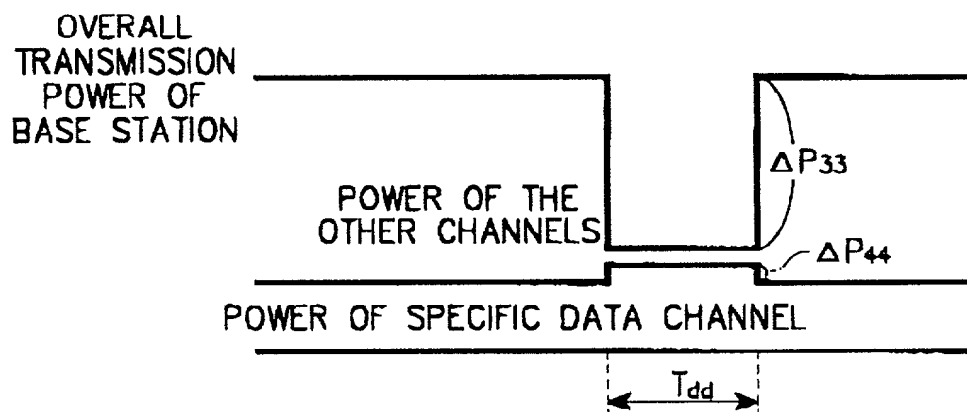 OVERALL
TRANSMISSION
POWER OF
BASE STATION
ΔP33
POWER OF THE
OTHER CHANNELS
ΔP44
POWER OF SPECIFIC DATA CHANNEL
Tdd